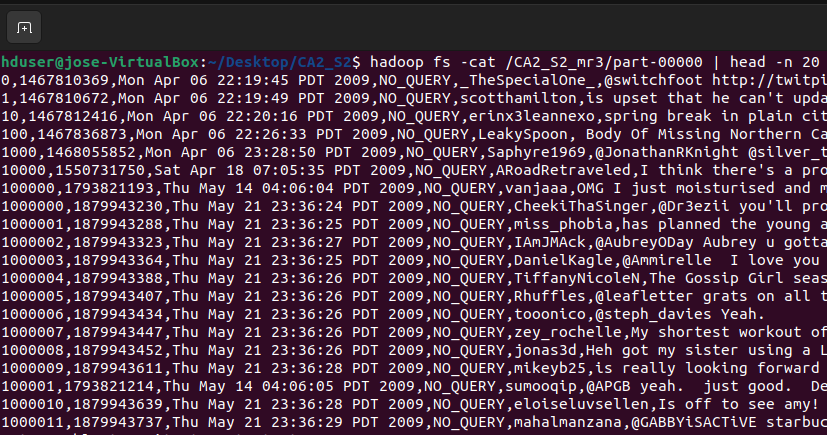 hduser@jose-VirtualBox:~/Desktop/CA2_S2$ hadoop fs -cat /CA2_S2_mr3/part-00000 | head -n 20
0,1467810369,Mon Apr 06 22:19:45 PDT 2009,NO_QUERY,_TheSpecialOne_,@switchfoot http://twitpi
1,1467810672,Mon Apr 06 22:19:49 PDT 2009,NO_QUERY,scotthamilton,is upset that he can't upda
10,1467812416,Mon Apr 06 22:20:16 PDT 2009,NO_QUERY,erinx3leannexo,spring break in plain cit
100,1467836873,Mon Apr 06 22:26:33 PDT 2009,NO_QUERY,LeakySpoon, Body Of Missing Northern Ca
1000,1468055852,Mon Apr 06 23:28:50 PDT 2009,NO_QUERY,Saphyre1969,@JonathanRKnight @silver_t
10000,1550731750,Sat Apr 18 07:05:35 PDT 2009,NO_QUERY,ARoadRetraveled,I think there's a pro
100000,1793821193,Thu May 14 04:06:04 PDT 2009,NO_QUERY,vanjaaa,OMG I just moisturised and m
1000000,1879943230,Thu May 21 23:36:24 PDT 2009,NO_QUERY,CheekiThaSinger,@Dr3ezii you'll pro
1000001,1879943288,Thu May 21 23:36:25 PDT 2009,NO_QUERY,miss_phobia,has planned the young a
1000002,1879943323,Thu May 21 23:36:27 PDT 2009,NO_QUERY,IAmJMAck,@AubreyODay Aubrey u gotta
1000003,1879943364,Thu May 21 23:36:25 PDT 2009,NO_QUERY,DanielKagle,@Ammirelle  I love you
1000004,1879943388,Thu May 21 23:36:26 PDT 2009,NO_QUERY,TiffanyNicoleN,The Gossip Girl seas
1000005,1879943407,Thu May 21 23:36:26 PDT 2009,NO_QUERY,Rhuffles,@leafletter grats on all t
1000006,1879943434,Thu May 21 23:36:26 PDT 2009,NO_QUERY,tooonico,@steph_davies Yeah.
1000007,1879943447,Thu May 21 23:36:26 PDT 2009,NO_QUERY,zey_rochelle,My shortest workout of
1000008,1879943452,Thu May 21 23:36:26 PDT 2009,NO_QUERY,jonas3d,Heh got my sister using a L
1000009,1879943611,Thu May 21 23:36:28 PDT 2009,NO_QUERY,mikeyb25,is really looking forward
100001,1793821214,Thu May 14 04:06:05 PDT 2009,NO_QUERY,sumooqip,@APGB yeah.  just good.  De
1000010,1879943639,Thu May 21 23:36:28 PDT 2009,NO_QUERY,eloiseluvsellen,Is off to see amy!
1000011,1879943737,Thu May 21 23:36:29 PDT 2009,NO_QUERY,mahalmanzana,@GABBYiSACTiVE starbuc